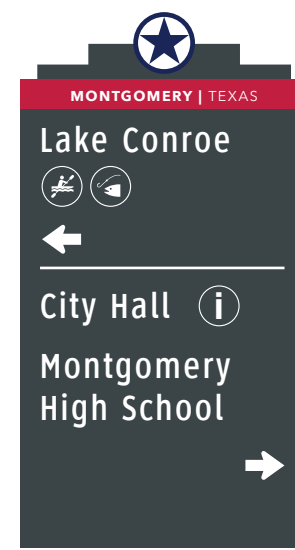 MONTGOMERY | TEXAS
Lake Conroe
City Hall i
Montgomery
High School